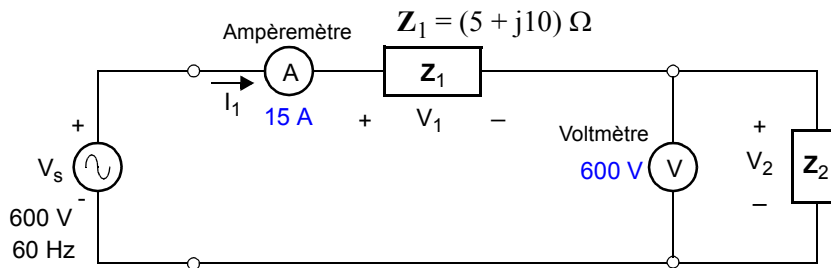 Z1 = (5 + j10) Ω
Ampèremètre
A
Z1
I1
15 A
+ V1 –
+
Vs
-
600 V
60 Hz
Voltmètre
600 V
V
+
V2
–
Z2